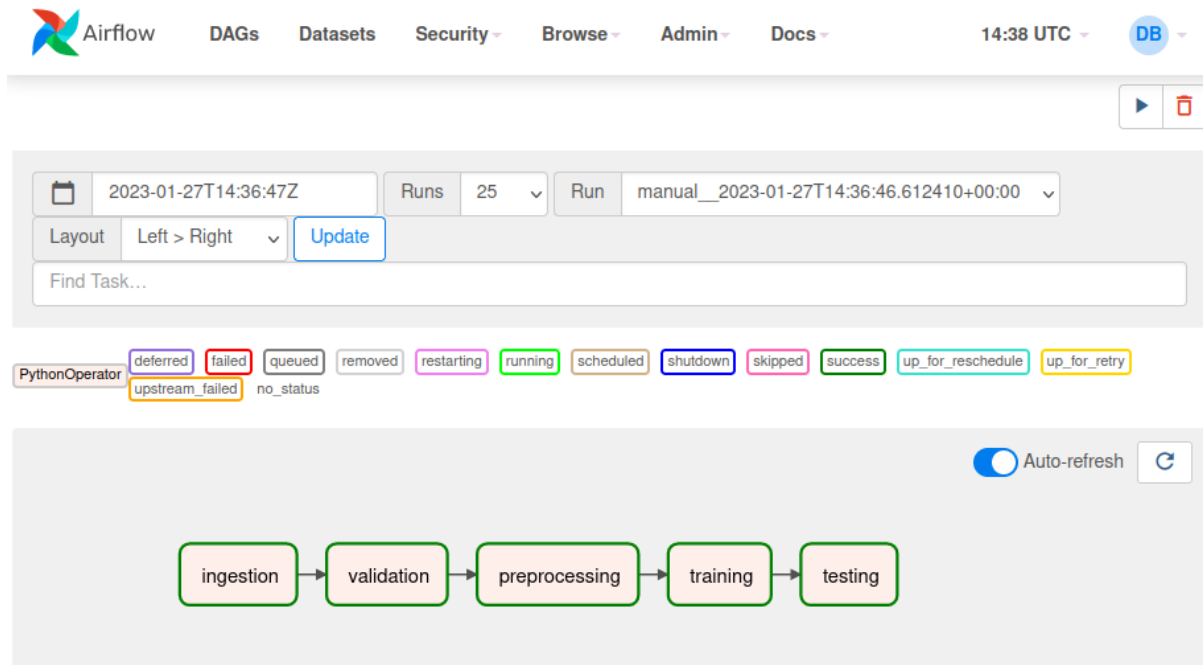 Airflow DAGs Datasets Security Browse Admin Docs 14:38 UTC DB
2023-01-27T14:36:47Z Runs 25 Run manual__2023-01-27T14:36:46.612410+00:00
Layout Left > Right Update
Find Task...
PythonOperator deferred failed queued removed restarting running scheduled shutdown skipped success up_for_reschedule up_for_retry
upstream_failed no_status
Auto-refresh
ingestion validation preprocessing training testing